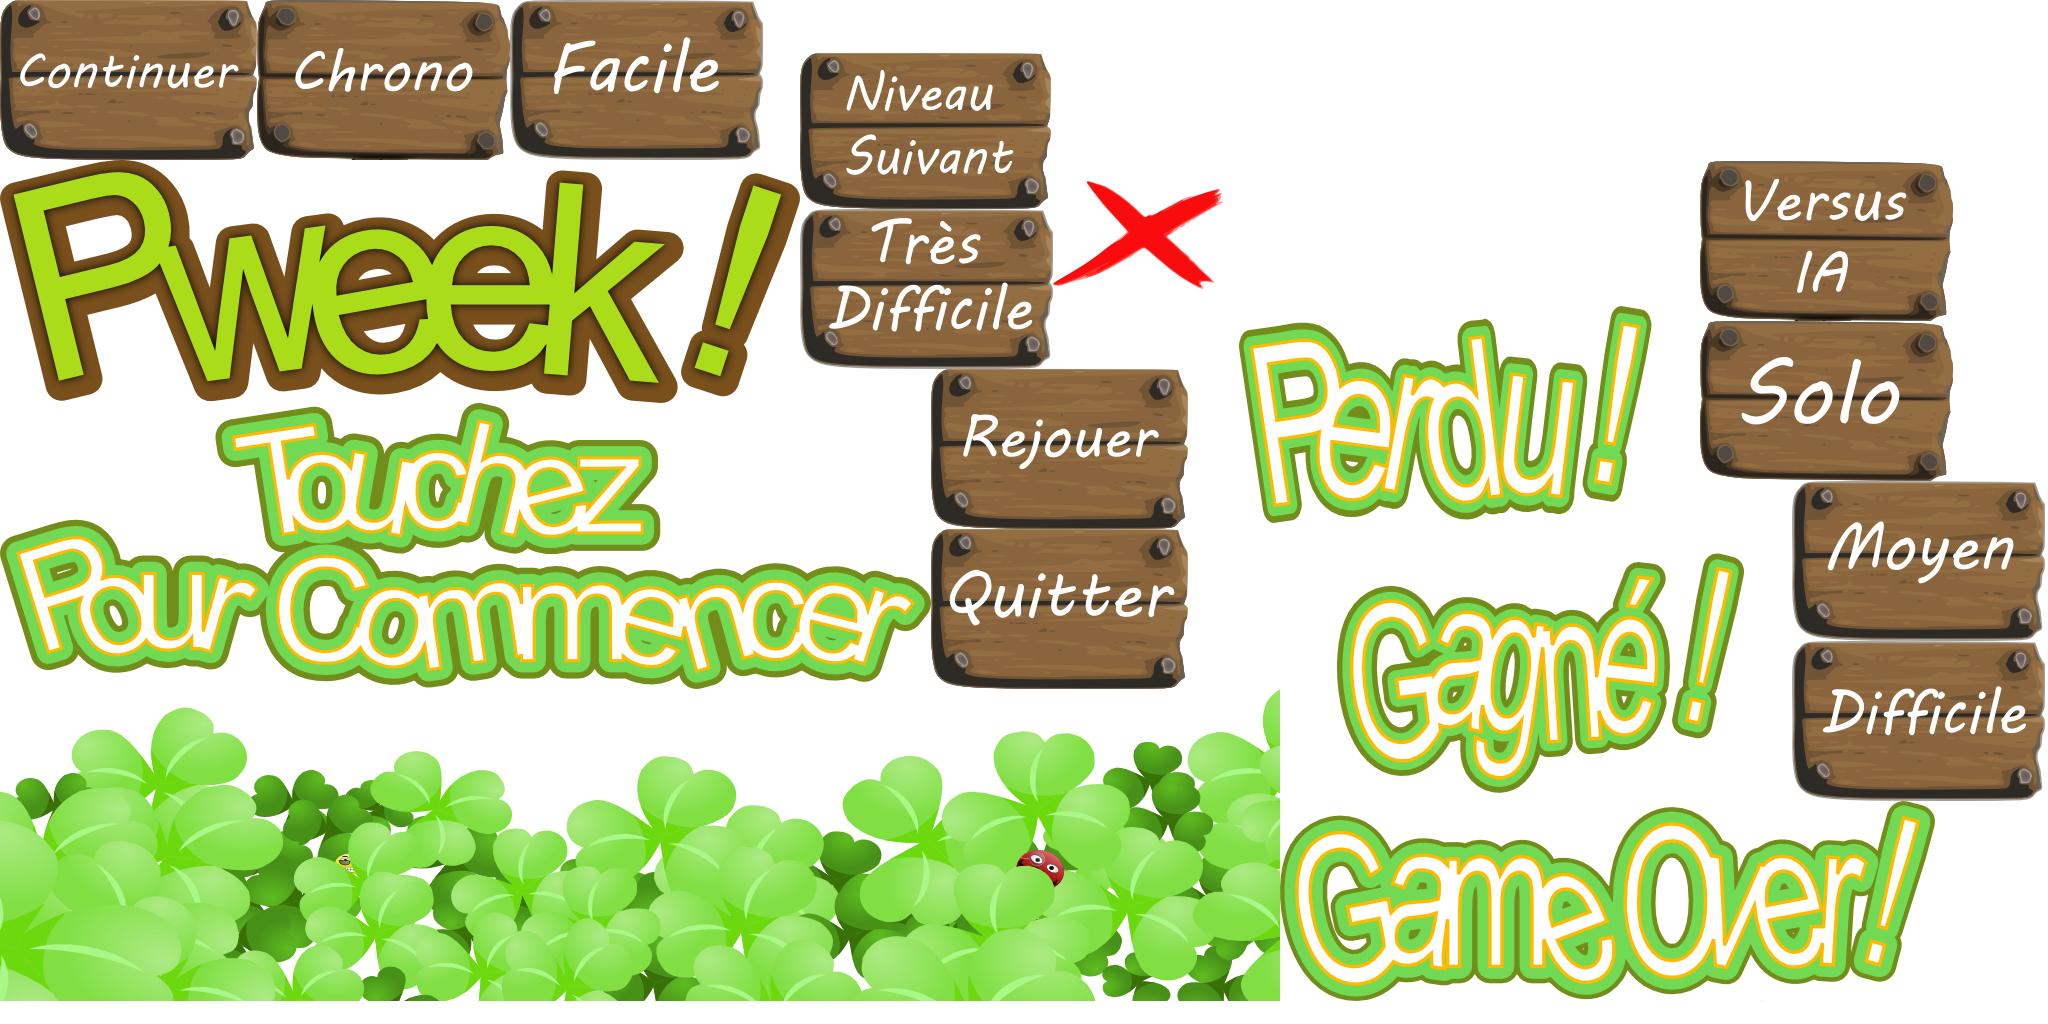 Continuer
Chrono
Facile
Niveau
Suivant
Pweek !
Très
Difficile
Versus
IA
Rejouer
Perdu !
Solo
Touchez
Pour Commencer
Quitter
Moyen
Gagné !
Difficile
Game Over !